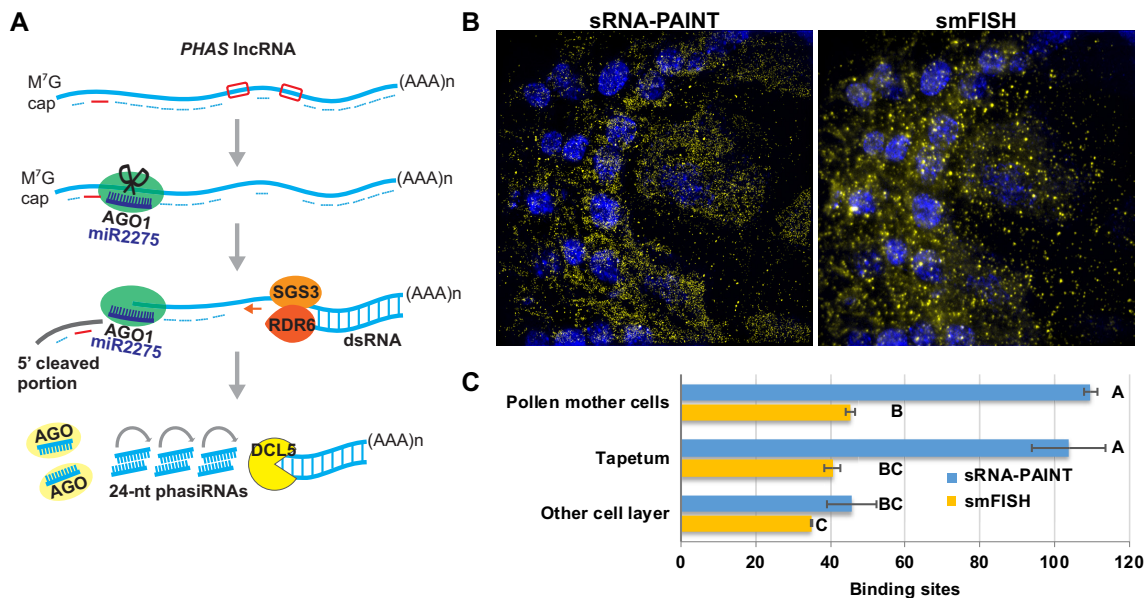 A
PHAS lncRNA
M⁷G
cap
(AAA)n
M⁷G
cap
(AAA)n
AGO1
miR2275
SGS3
(AAA)n
RDR6
AGO1
miR2275
dsRNA
5' cleaved
portion
AGO
DCL5
(AAA)n
AGO
24-nt phasiRNAs
B
sRNA-PAINT
smFISH
C
Pollen mother cells
A
B
Tapetum
A
BC
sRNA-PAINT
Other cell layer
BC
smFISH
C
0 20 40 60 80 100 120
Binding sites